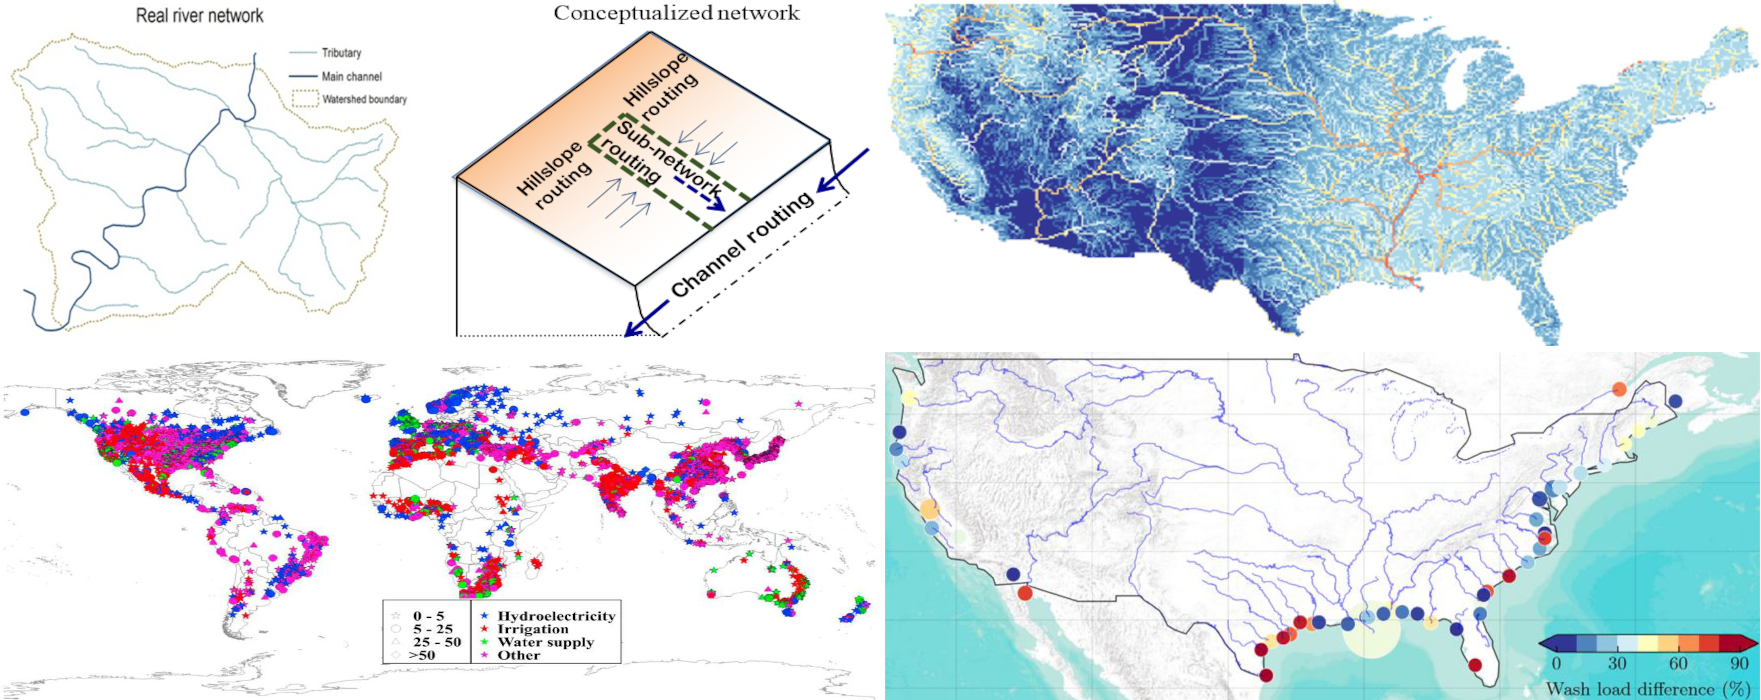 Real river network
Tributary
Main channel
Watershed boundary
Conceptualized network
Hillslope
routing
Hillslope
routing
Sub-network
routing
Channel routing
0 - 5
5 - 25
25 - 50
>50
Hydroelectricity
Irrigation
Water supply
Other
0 30 60 90
Wash load difference (%)